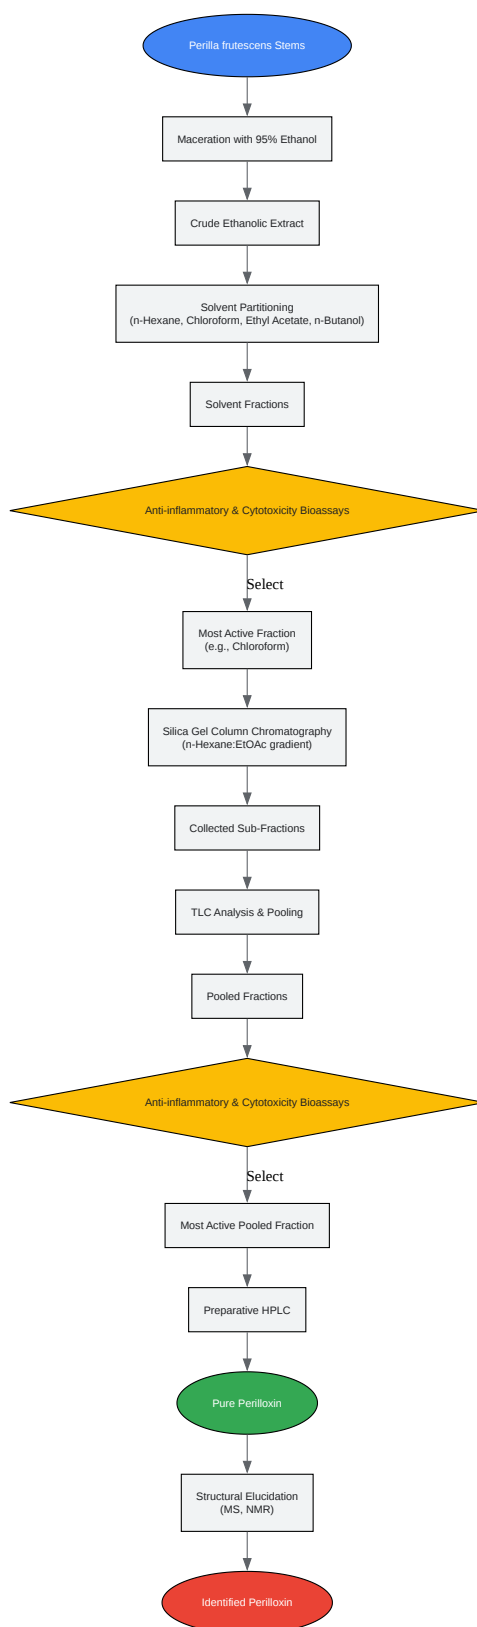 Perilla frutescens Stems
Maceration with 95% Ethanol
Crude Ethanolic Extract
Solvent Partitioning
(n-Hexane, Chloroform, Ethyl Acetate, n-Butanol)
Solvent Fractions
Anti-inflammatory & Cytotoxicity Bioassays
Select
Most Active Fraction
(e.g., Chloroform)
Silica Gel Column Chromatography
(n-Hexane:EtOAc gradient)
Collected Sub-Fractions
TLC Analysis & Pooling
Pooled Fractions
Anti-inflammatory & Cytotoxicity Bioassays
Select
Most Active Pooled Fraction
Preparative HPLC
Pure Perilloxin
Structural Elucidation
(MS, NMR)
Identified Perilloxin